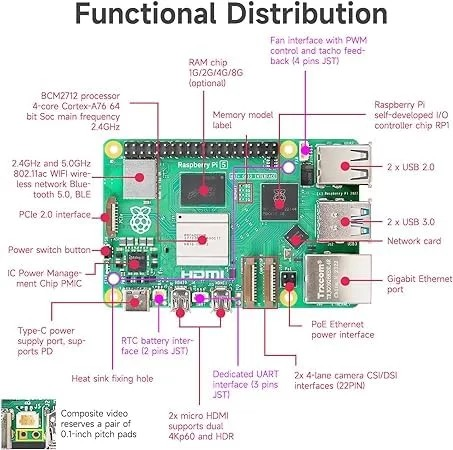 Functional Distribution
Fan interface with PWM
control and tacho feed-
back (4 pins JST)
RAM chip
1G/2G/4G/8G
(optional)
BCM2712 processor
4-core Cortex-A76 64
bit Soc main frequency
2.4GHz
Memory model
label
Raspberry Pi
self-developed I/O
controller chip RP1
Raspberry Pi 5
2.4GHz and 5.0GHz
802.11ac WIFI wire-
less network Blue-
tooth 5.0, BLE
2 x USB 2.0
PCIe 2.0 interface
2 x USB 3.0
Power switch button
Network card
HDMI
IC Power Manage-
ment Chip PMIC
Gigabit Ethernet
port
Trxcom
Type-C power
supply port, sup-
ports PD
RTC battery inter-
face (2 pins JST)
PoE Ethernet
power interface
Heat sink fixing hole
Dedicated UART
interface (3 pins
JST)
2x 4-lane camera CSI/DSI
interfaces (22PIN)
Composite video
reserves a pair of
0.1-inch pitch pads
2x micro HDMI
supports dual
4Kp60 and HDR